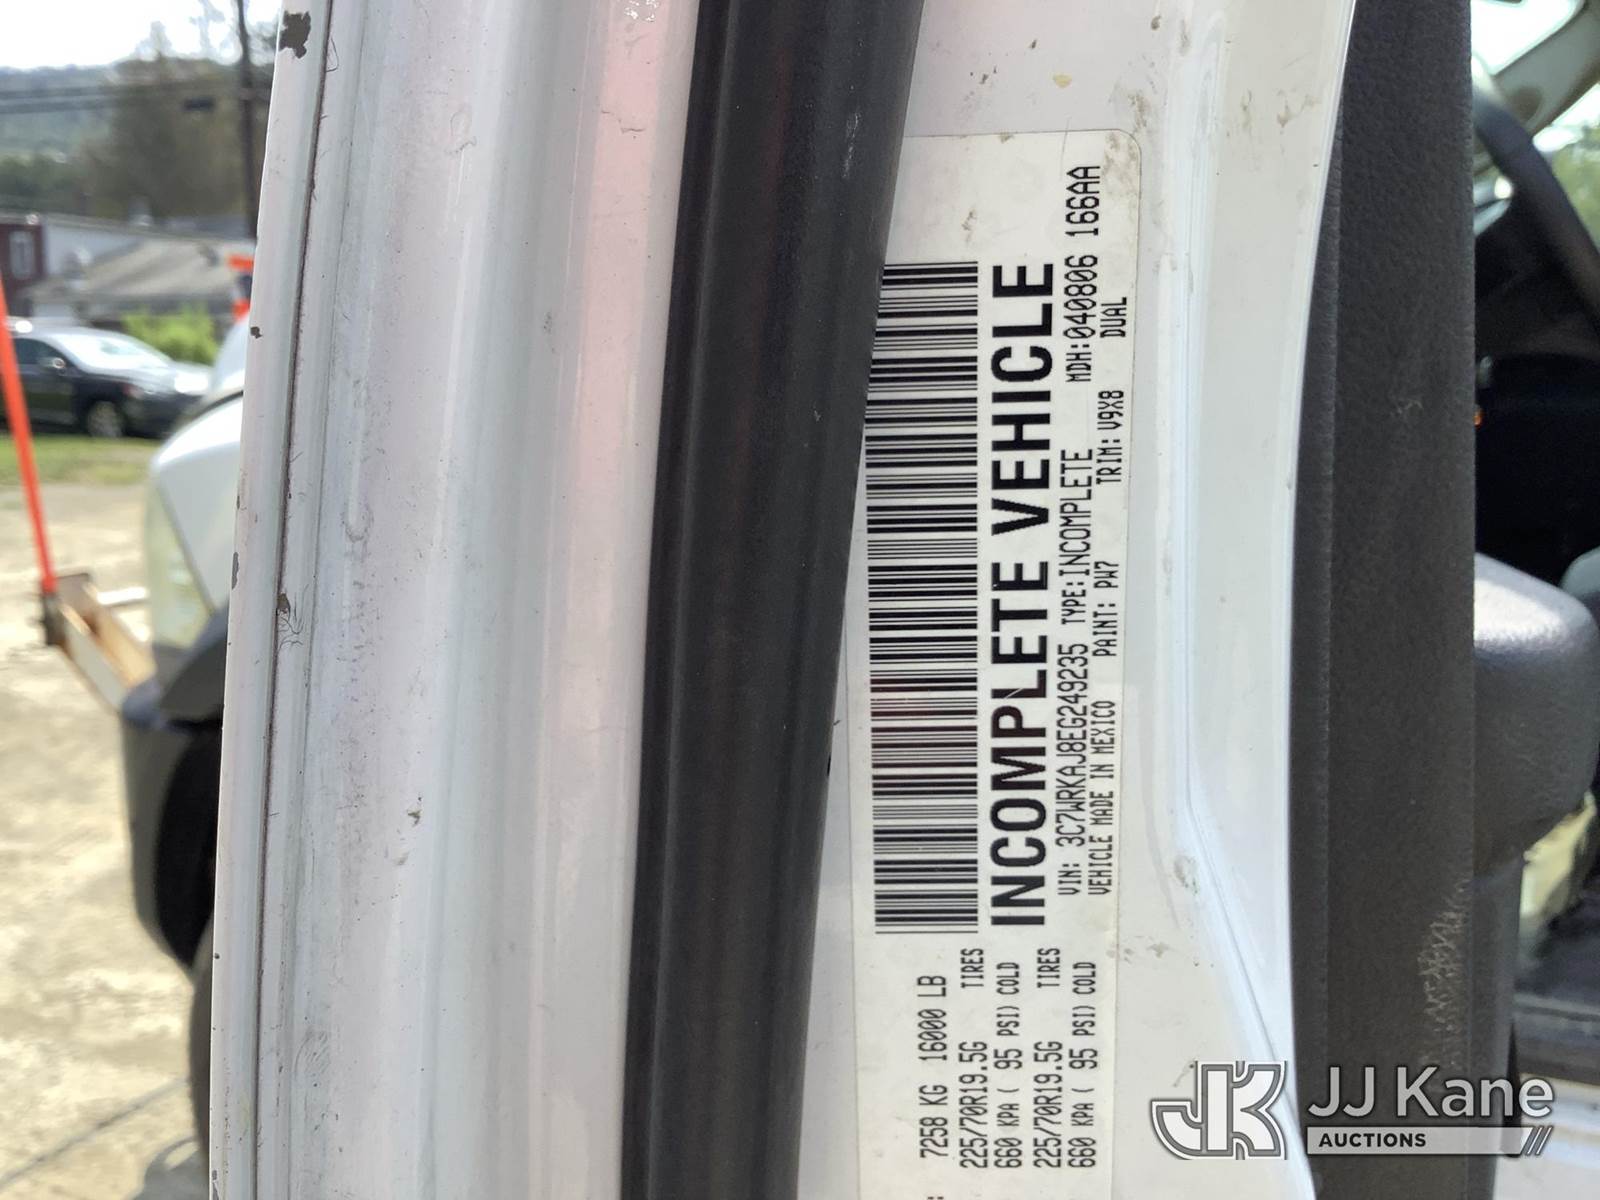 7258 KG 16000 LB
225/70R19.5G TIRES
660 KPA ( 95 PSI) COLD
225/70R19.5G TIRES
660 KPA ( 95 PSI) COLD
INCOMPLETE VEHICLE
VIN: 3C7WRKAJ8EG249235 TYPE:INCOMPLETE MDH:040806 166AA
VEHICLE MADE IN MEXICO PAINT: PW7 TRIM: V9X8 DUAL
JK
JJ Kane
AUCTIONS